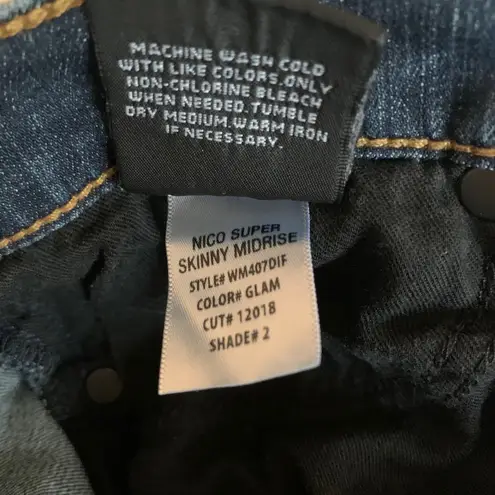 MACHINE WASH COLD
WITH LIKE COLORS.ONLY
NON-CHLORINE BLEACH
WHEN NEEDED.TUMBLE
DRY MEDIUM.WARM IRON
IF NECESSARY.
NICO SUPER
SKINNY MIDRISE
STYLE# WM407DIF
COLOR# GLAM
CUT# 12018
SHADE# 2